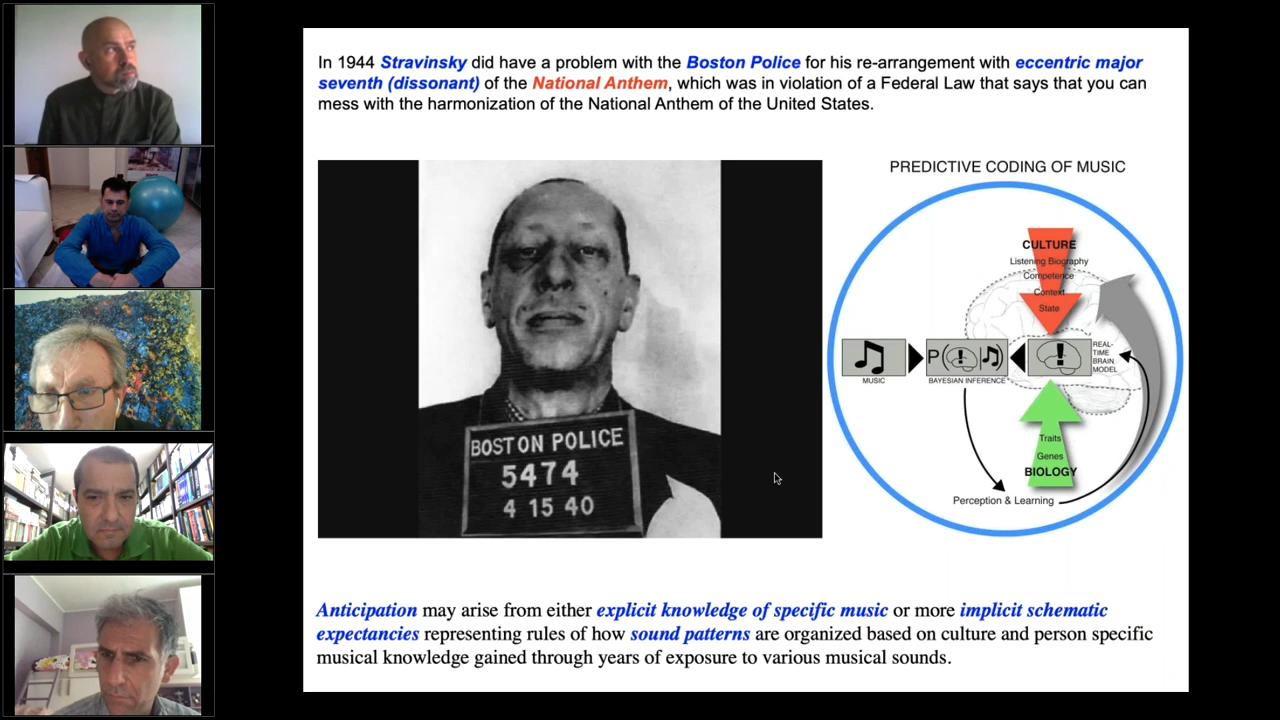 In 1944 Stravinsky did have a problem with the Boston Police for his re-arrangement with eccentric major
seventh (dissonant) of the National Anthem, which was in violation of a Federal Law that says that you can
mess with the harmonization of the National Anthem of the United States.
PREDICTIVE CODING OF MUSIC
CULTURE
Listening Biography
Competence
Context
State
P( | )
REAL-
TIME
BRAIN
MODEL
MUSIC
BAYESIAN INFERENCE
Traits
Genes
BIOLOGY
Perception & Learning
BOSTON POLICE
5474
4 15 40
Anticipation may arise from either explicit knowledge of specific music or more implicit schematic
expectancies representing rules of how sound patterns are organized based on culture and person specific
musical knowledge gained through years of exposure to various musical sounds.